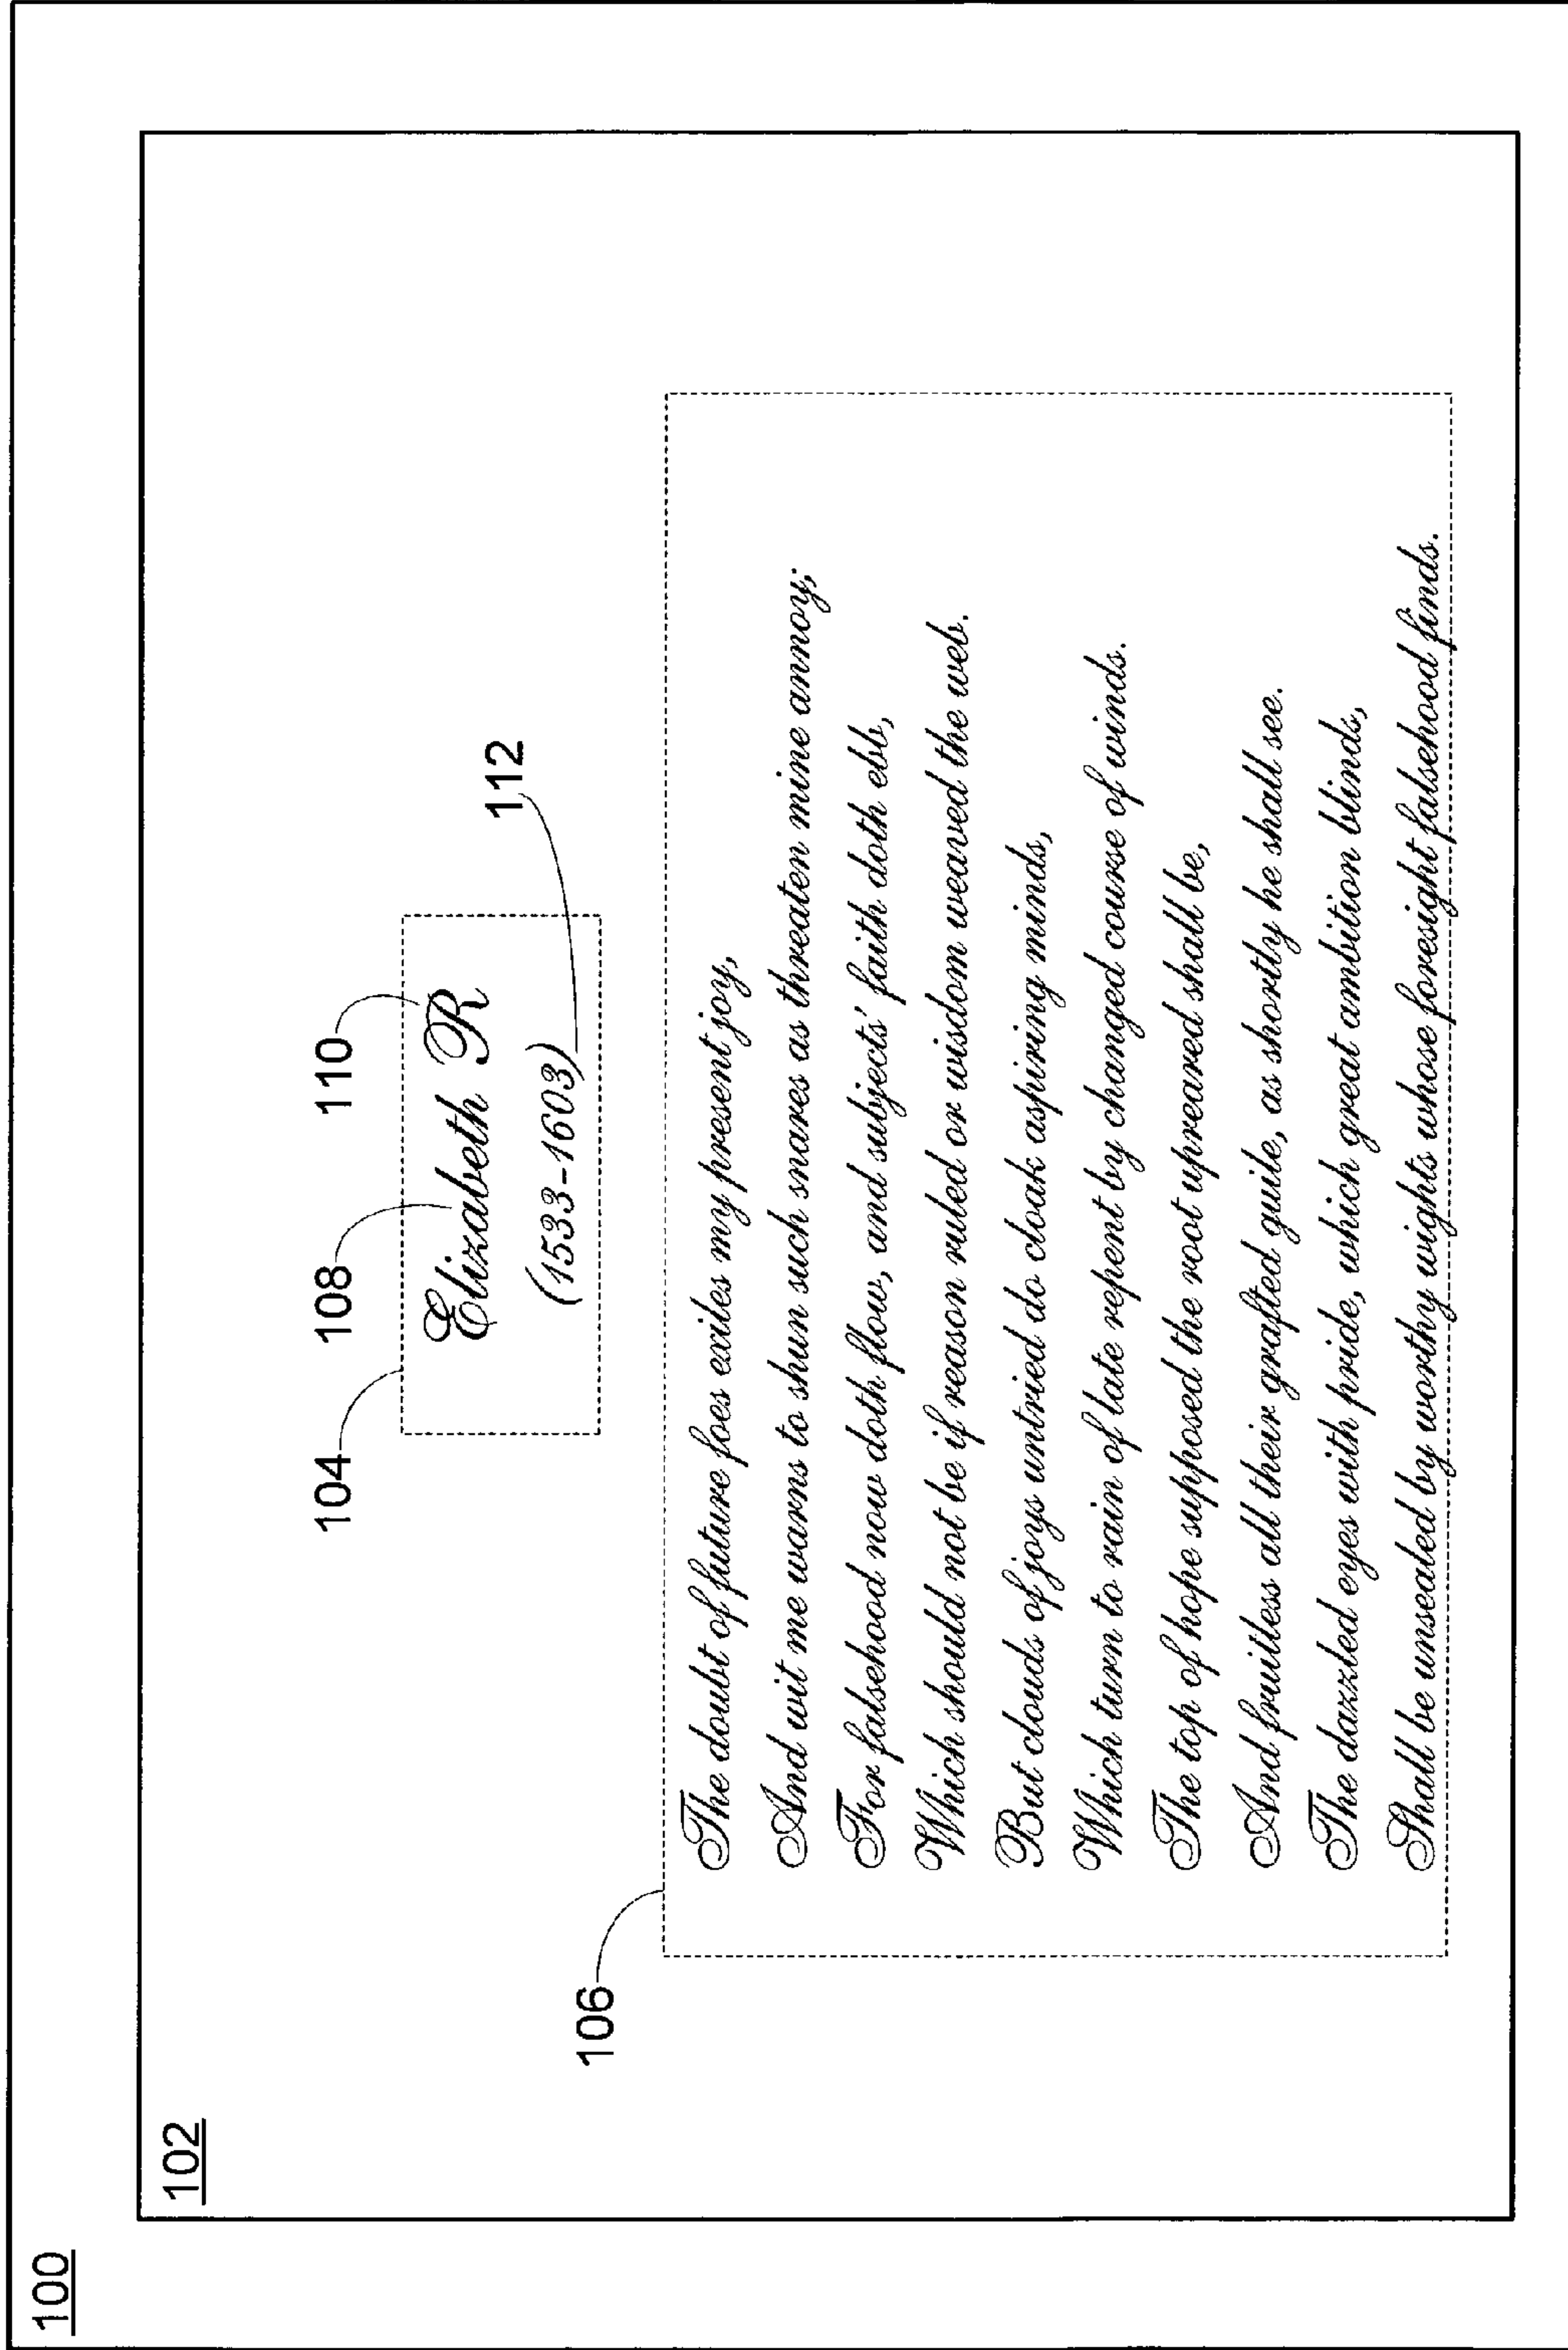 100
102
104 108 110
Elizabeth R
(1533-1603)
112
106
The doubt of future foes exiles my present joy,
And wit me warns to shun such snares as threaten mine annoy;
For falsehood now doth flow, and subjects' faith doth ebb,
Which should not be if reason ruled or wisdom weaved the web.
But clouds of joys untried do cloak aspiring minds,
Which turn to rain of late repent by changed course of winds.
The top of hope supposed the root upreared shall be,
And fruitless all their grafted guile, as shortly he shall see.
The dazzled eyes with pride, which great ambition blinds,
Shall be unsealed by worthy wights whose foresight falsehood finds.